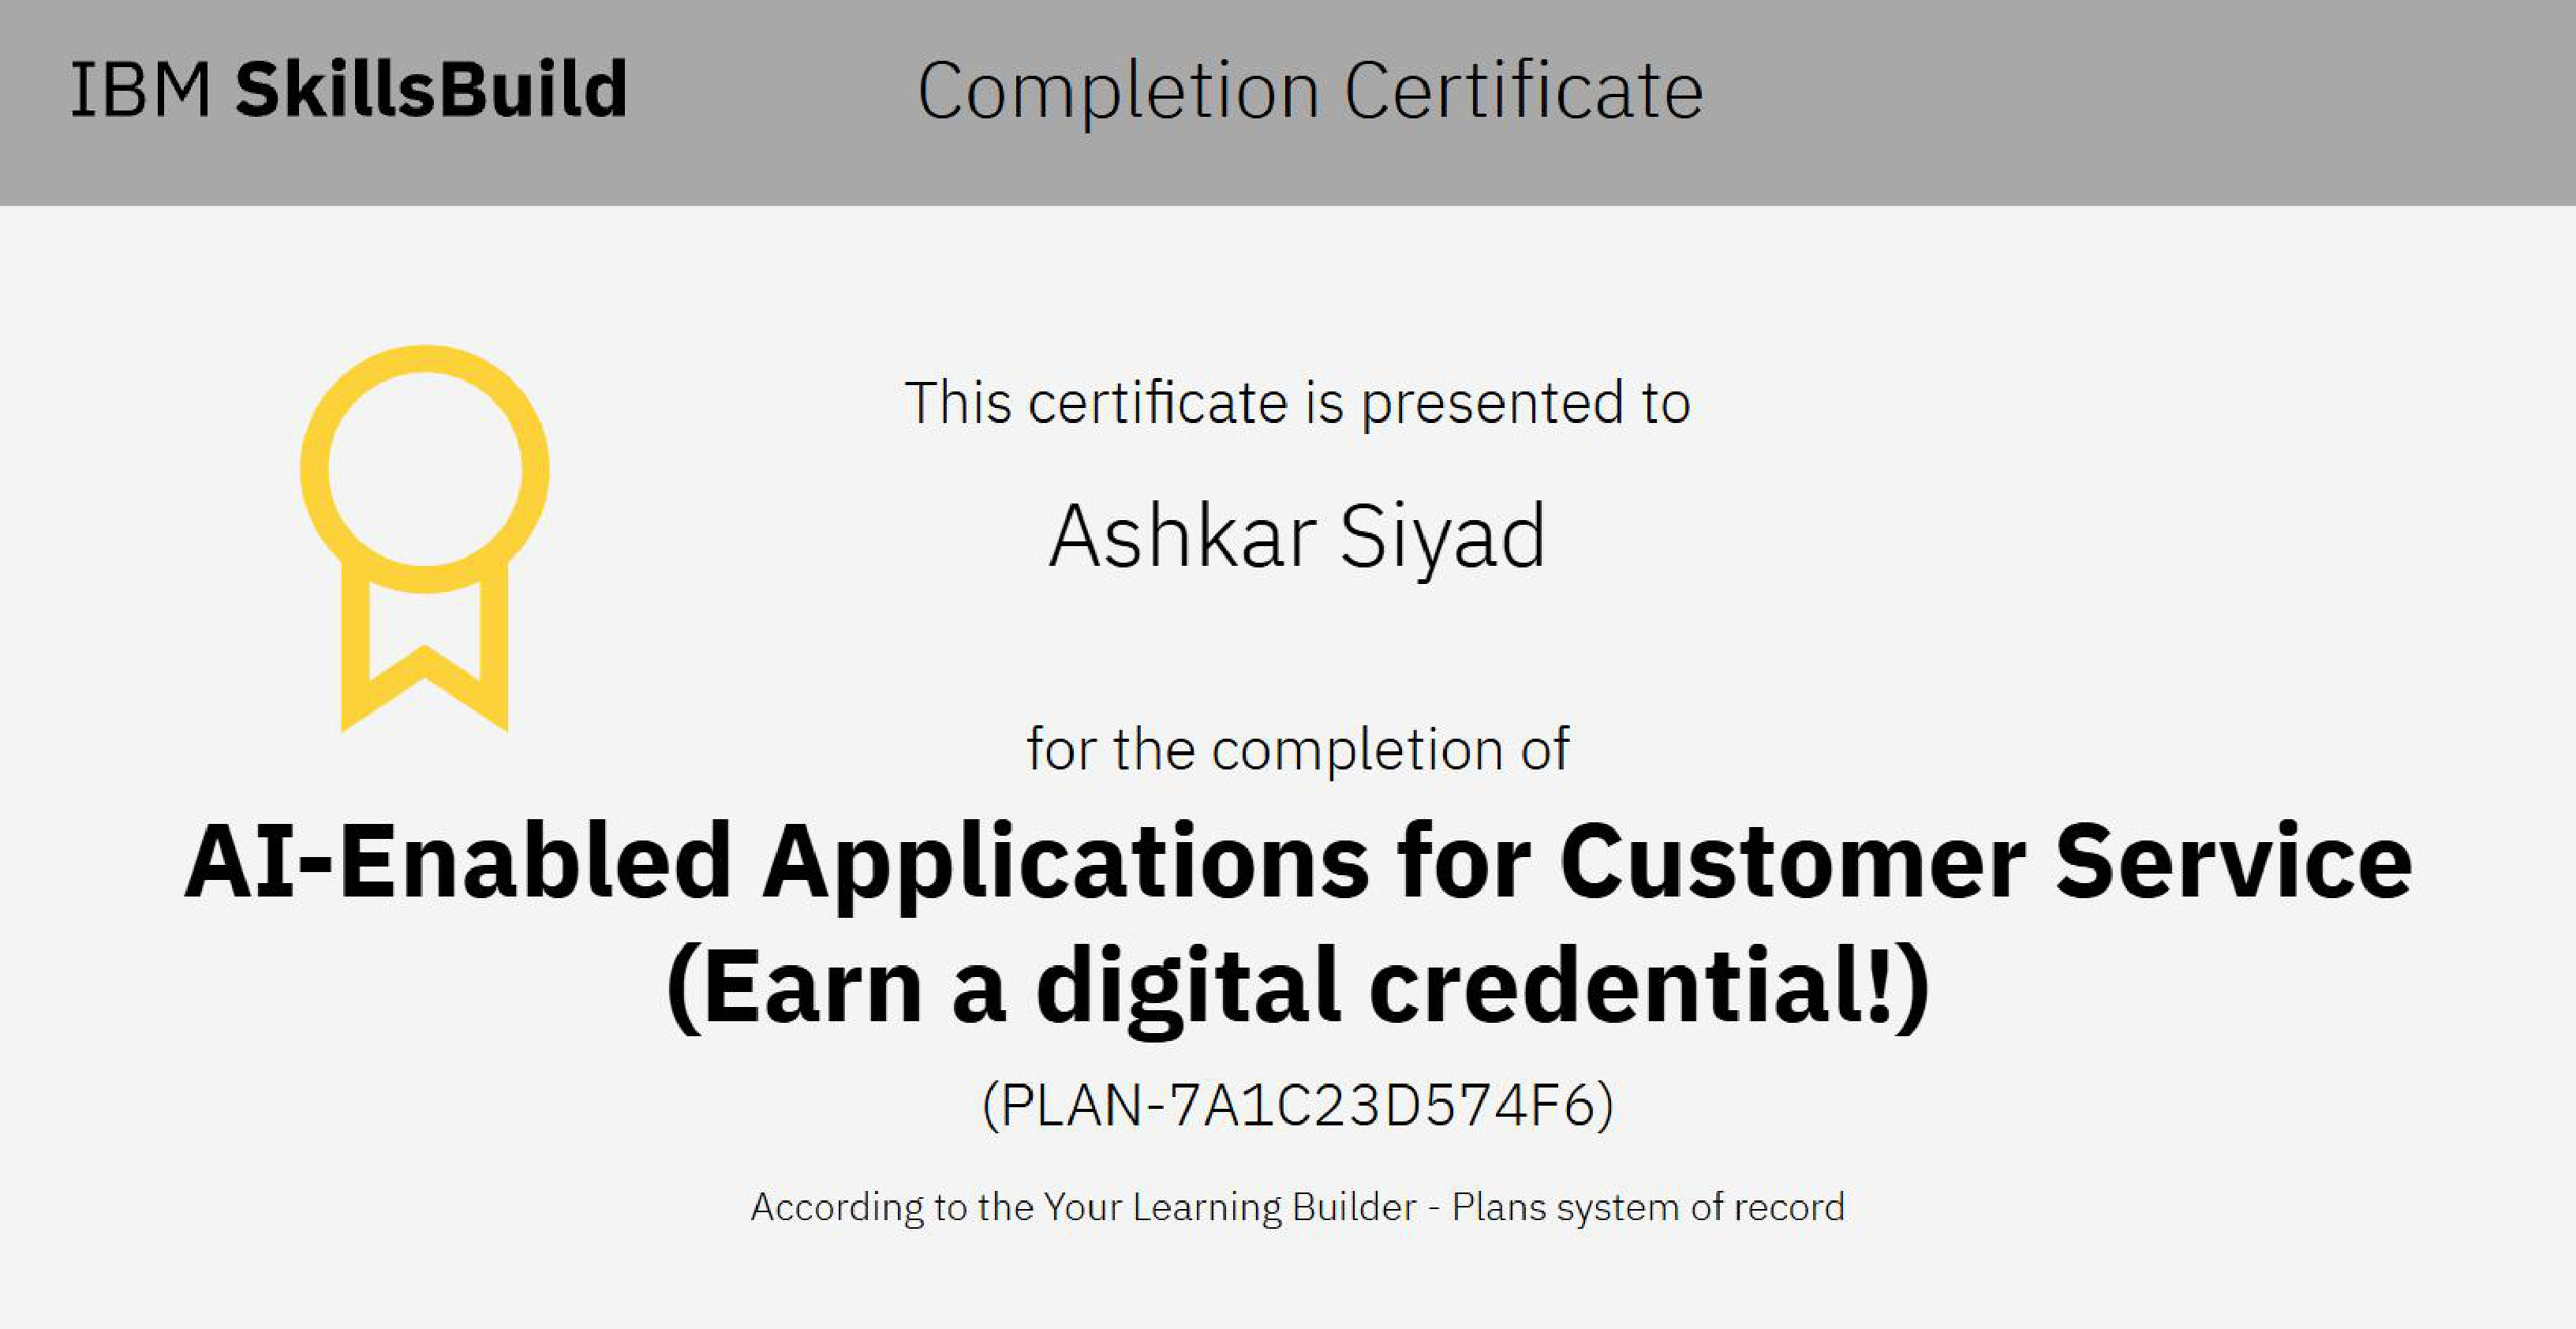 IBM SkillsBuild
Completion Certificate
This certificate is presented to
Ashkar Siyad
for the completion of
AI-Enabled Applications for Customer Service
(Earn a digital credential!)
(PLAN-7A1C23D574F6)
According to the Your Learning Builder - Plans system of record